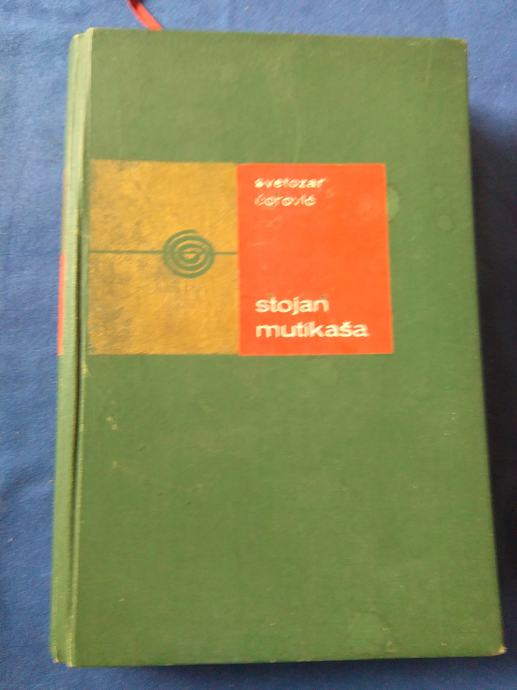 svetozar
ćorović
stojan
mutikaša